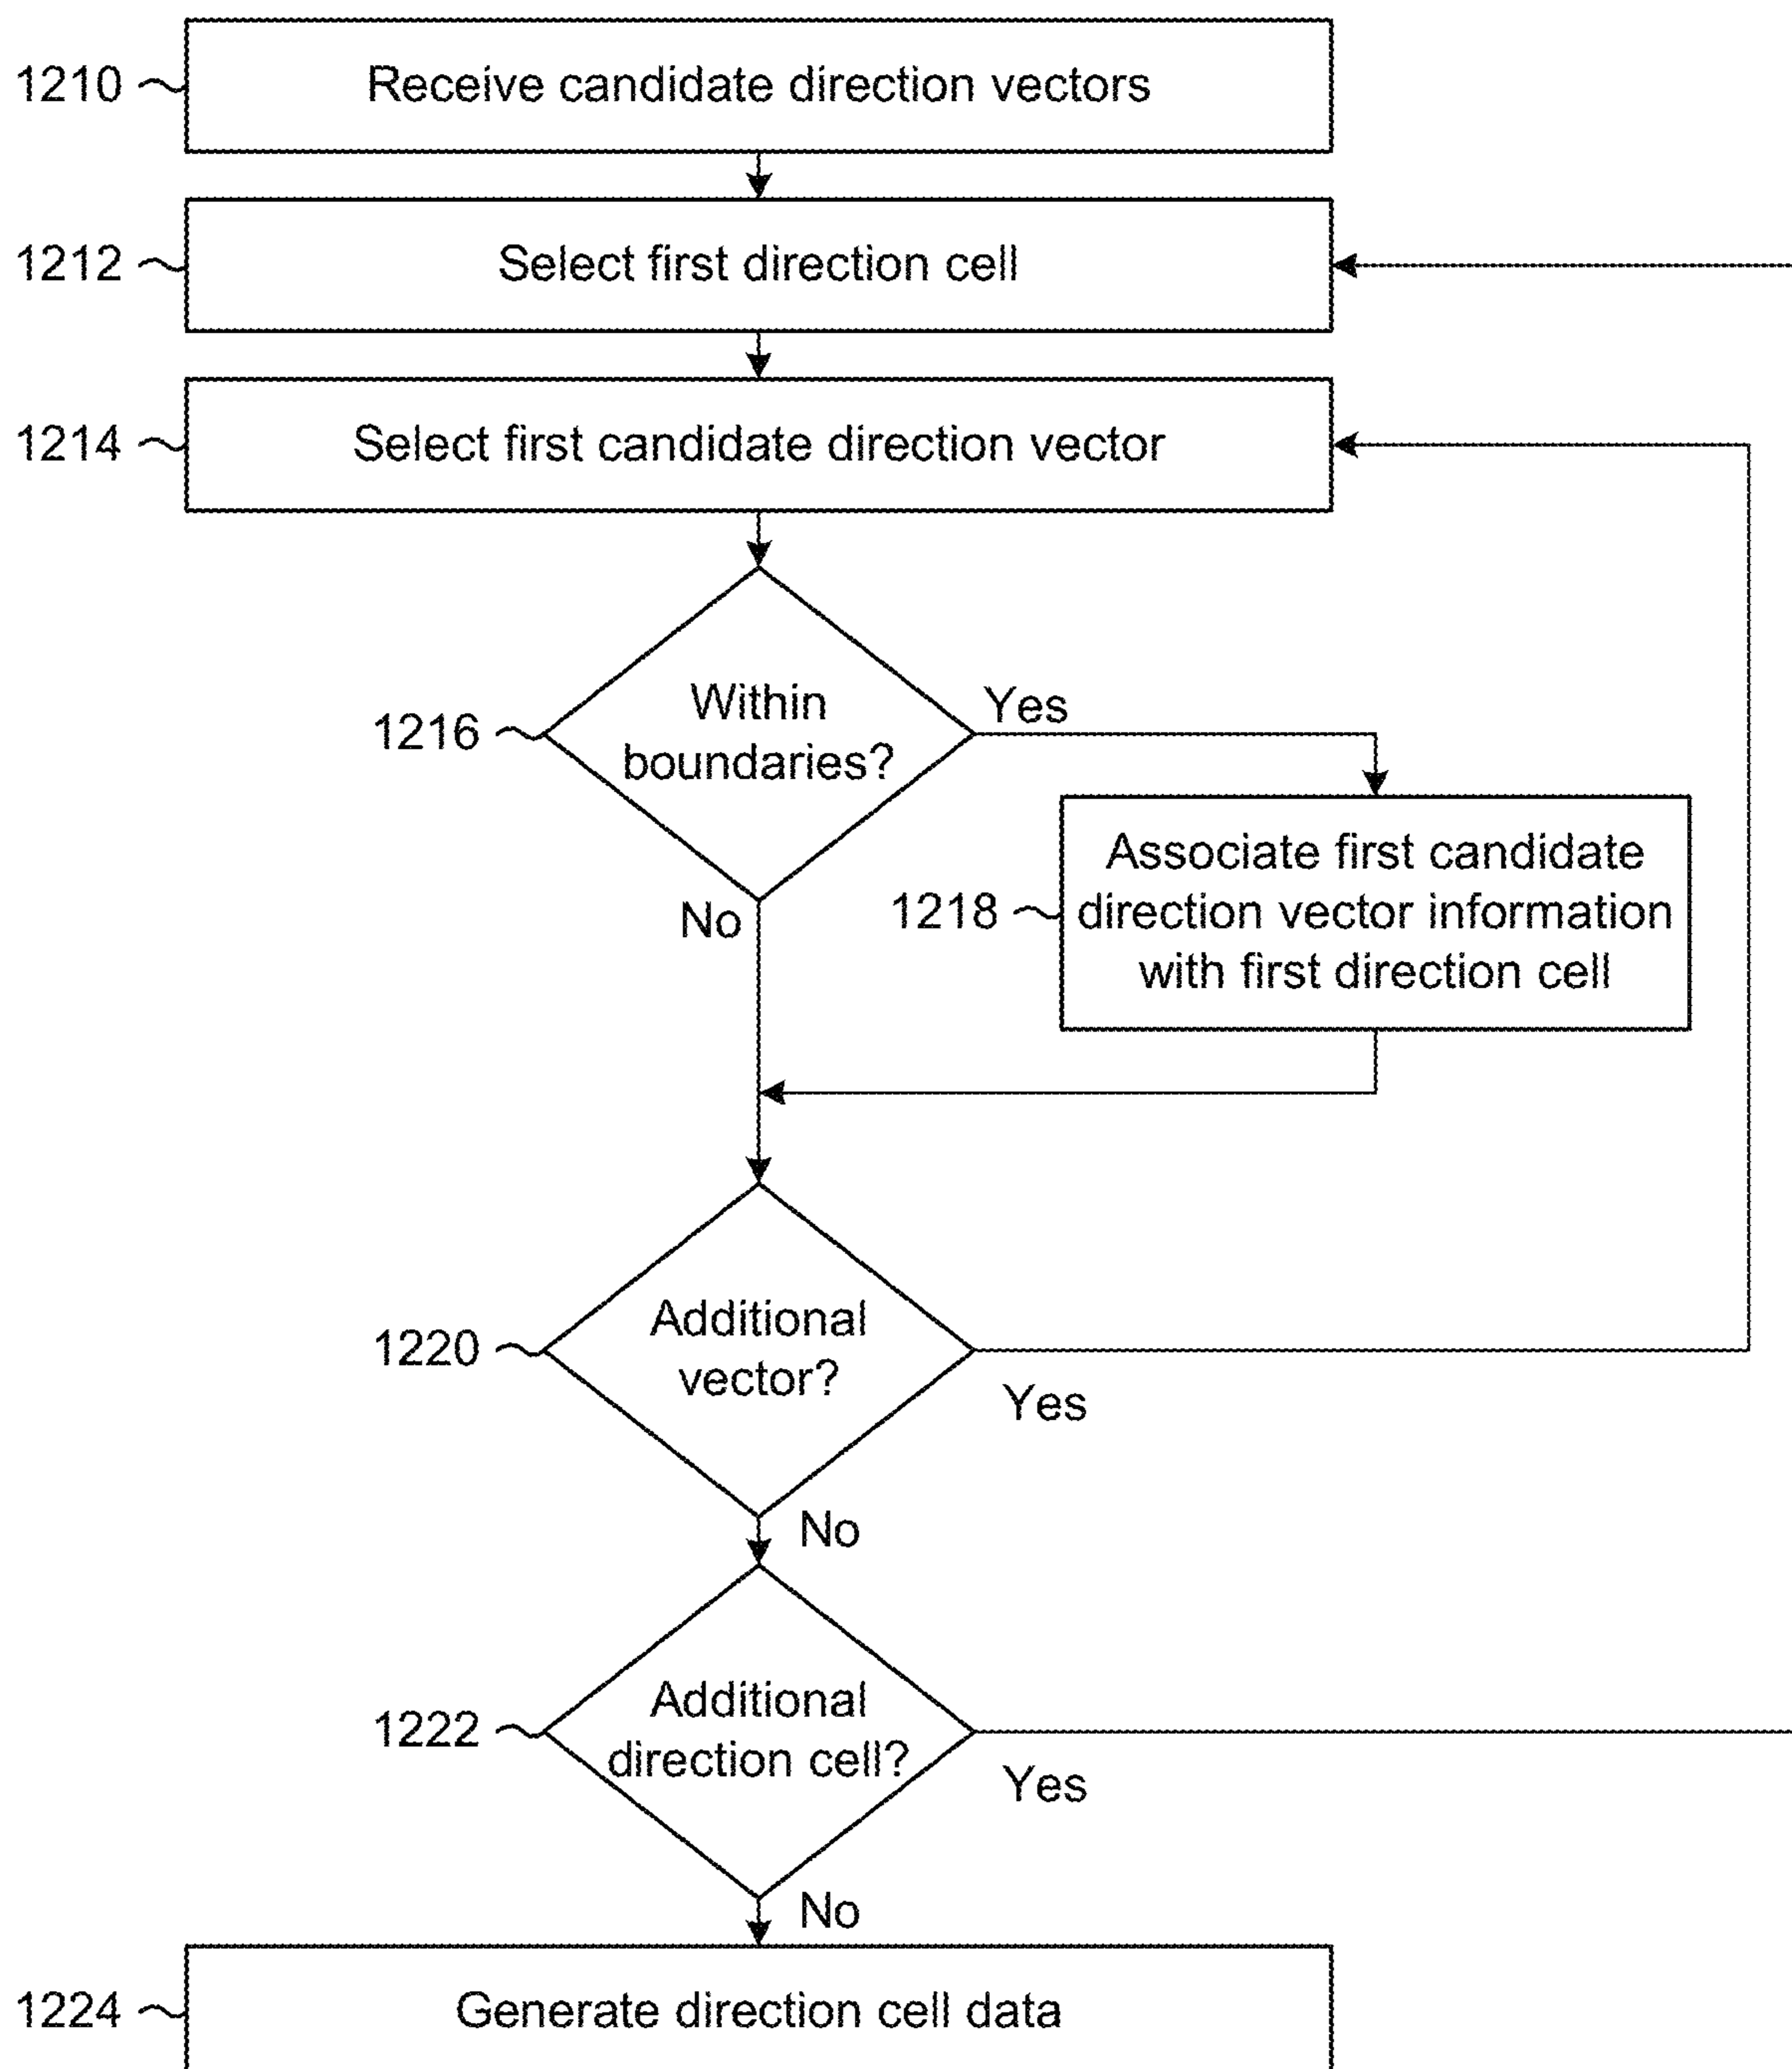 1210
Receive candidate direction vectors
1212
Select first direction cell
1214
Select first candidate direction vector
1216
Within
boundaries?
Yes
No
1218
Associate first candidate
direction vector information
with first direction cell
1220
Additional
vector?
Yes
No
1222
Additional
direction cell?
Yes
No
1224
Generate direction cell data